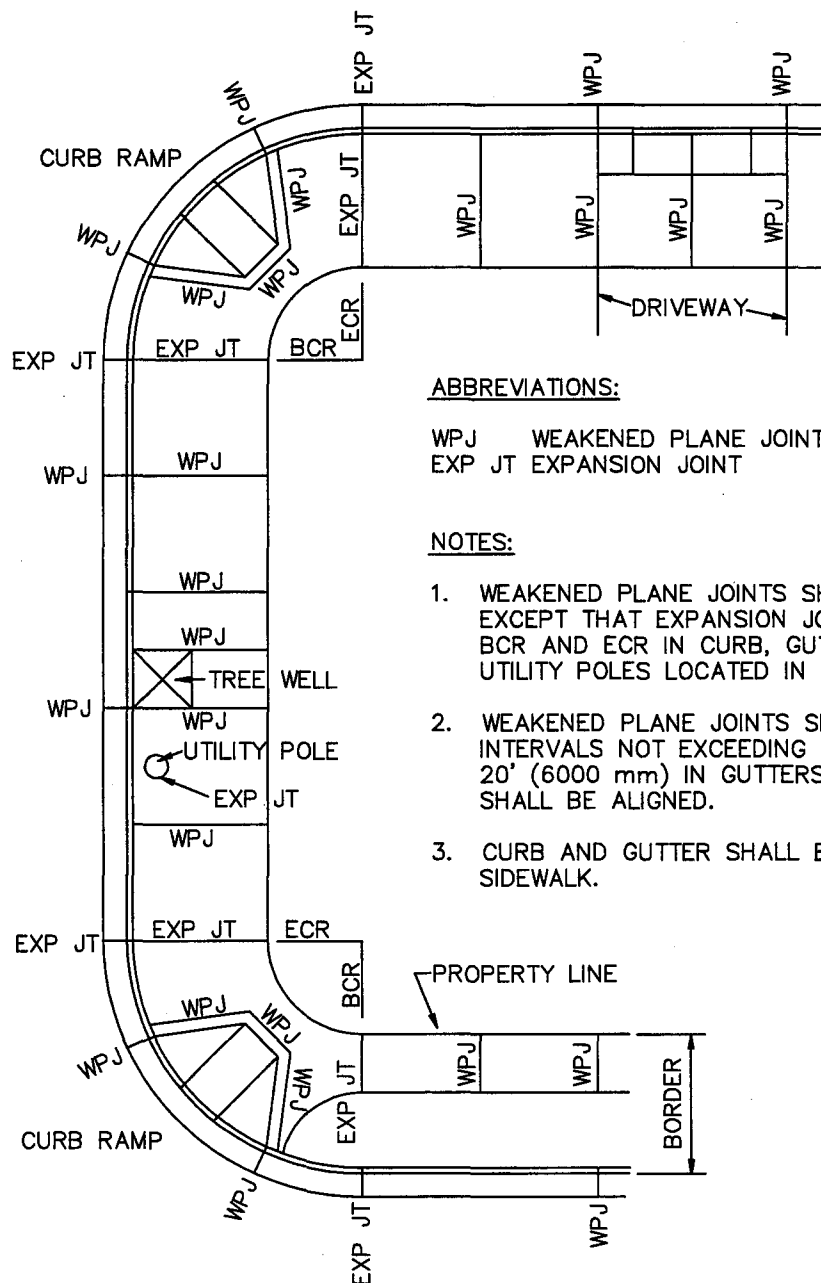 EXP JT
WPJ
WPJ
WPJ
CURB RAMP
WPJ
EXP JT
WPJ
WPJ
WPJ
WPJ
WPJ
WPJ
ECR
DRIVEWAY
EXP JT
EXP JT
BCR
ABBREVIATIONS:
WPJ WEAKENED PLANE JOINT
EXP JT EXPANSION JOINT
WPJ
WPJ
NOTES:
1. WEAKENED PLANE JOINTS SH
EXCEPT THAT EXPANSION JO
BCR AND ECR IN CURB, GUT
UTILITY POLES LOCATED IN
WPJ
WPJ
TREE WELL
WPJ
WPJ
2. WEAKENED PLANE JOINTS SH
INTERVALS NOT EXCEEDING
20' (6000 mm) IN GUTTERS
SHALL BE ALIGNED.
UTILITY POLE
EXP JT
WPJ
3. CURB AND GUTTER SHALL B
SIDEWALK.
EXP JT
EXP JT
ECR
BCR
PROPERTY LINE
WPJ
WPJ
WPJ
WPJ
EXP JT
WPJ
WPJ
BORDER
CURB RAMP
WPJ
EXP JT
WPJ